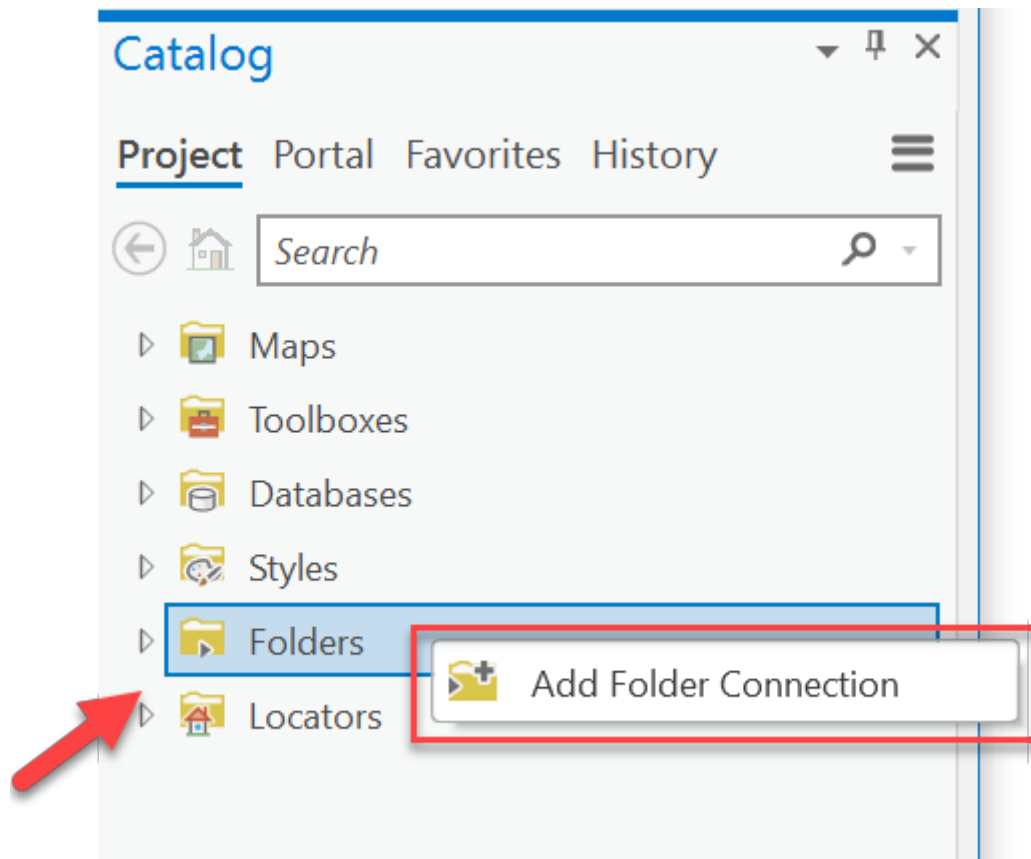 Catalog
Project Portal Favorites History
Search
Maps
Toolboxes
Databases
Styles
Folders
Add Folder Connection
Locators